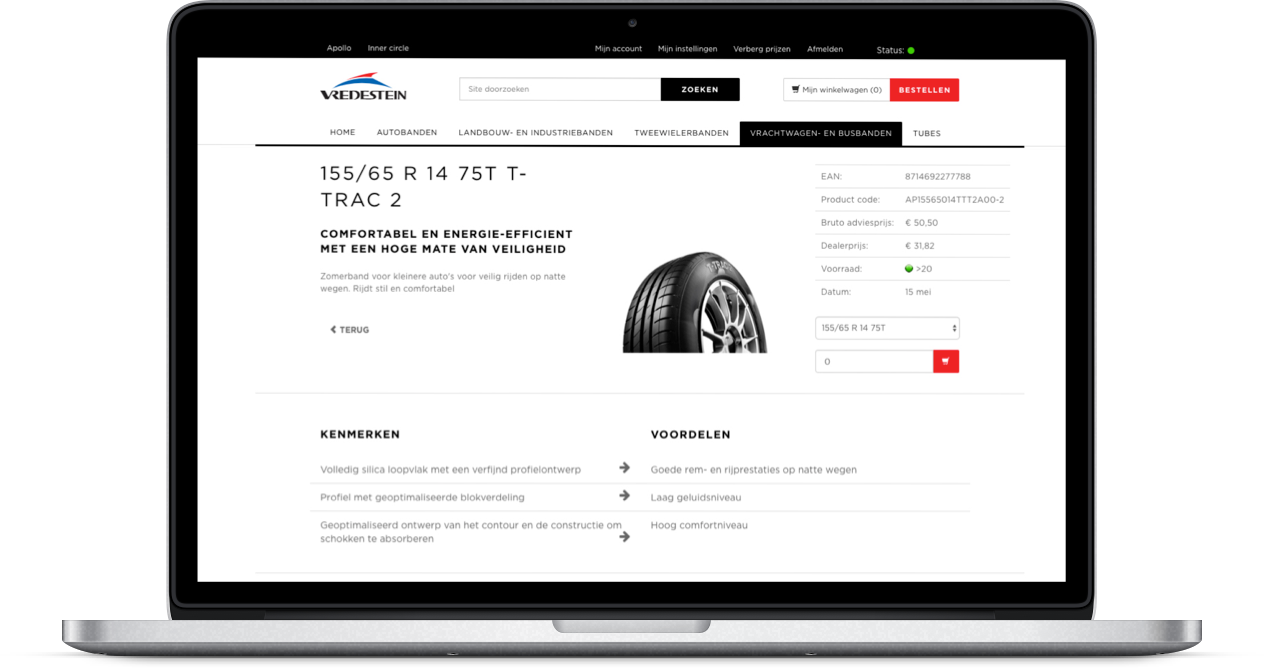 Apollo Inner circle Mijn account Mijn instellingen Verberg prijzen Afmelden Status:
VREDESTEIN
Site doorzoeken ZOEKEN Mijn winkelwagen (0) BESTELLEN
HOME AUTOBANDEN LANDBOUW- EN INDUSTRIEBANDEN TWEEWIELERBANDEN VRACHTWAGEN- EN BUSBANDEN TUBES
155/65 R 14 75T T-
TRAC 2
COMFORTABEL EN ENERGIE-EFFICIENT
MET EEN HOGE MATE VAN VEILIGHEID
Zomerband voor kleinere auto's voor veilig rijden op natte
wegen. Rijdt stil en comfortabel
TERUG
T-TRAC
EAN: 8714692277788
Product code: AP15565014TTT2A00-2
Bruto adviesprijs: € 50,50
Dealerprijs: € 31,82
Voorraad: >20
Datum: 15 mei
155/65 R 14 75T
0
KENMERKEN VOORDELEN
Volledig silica loopvlak met een verfijnd profielontwerp Goede rem- en rijprestaties op natte wegen
Profiel met geoptimaliseerde blokverdeling Laag geluidsniveau
Geoptimaliseerd ontwerp van het contour en de constructie om Hoog comfortniveau
schokken te absorberen